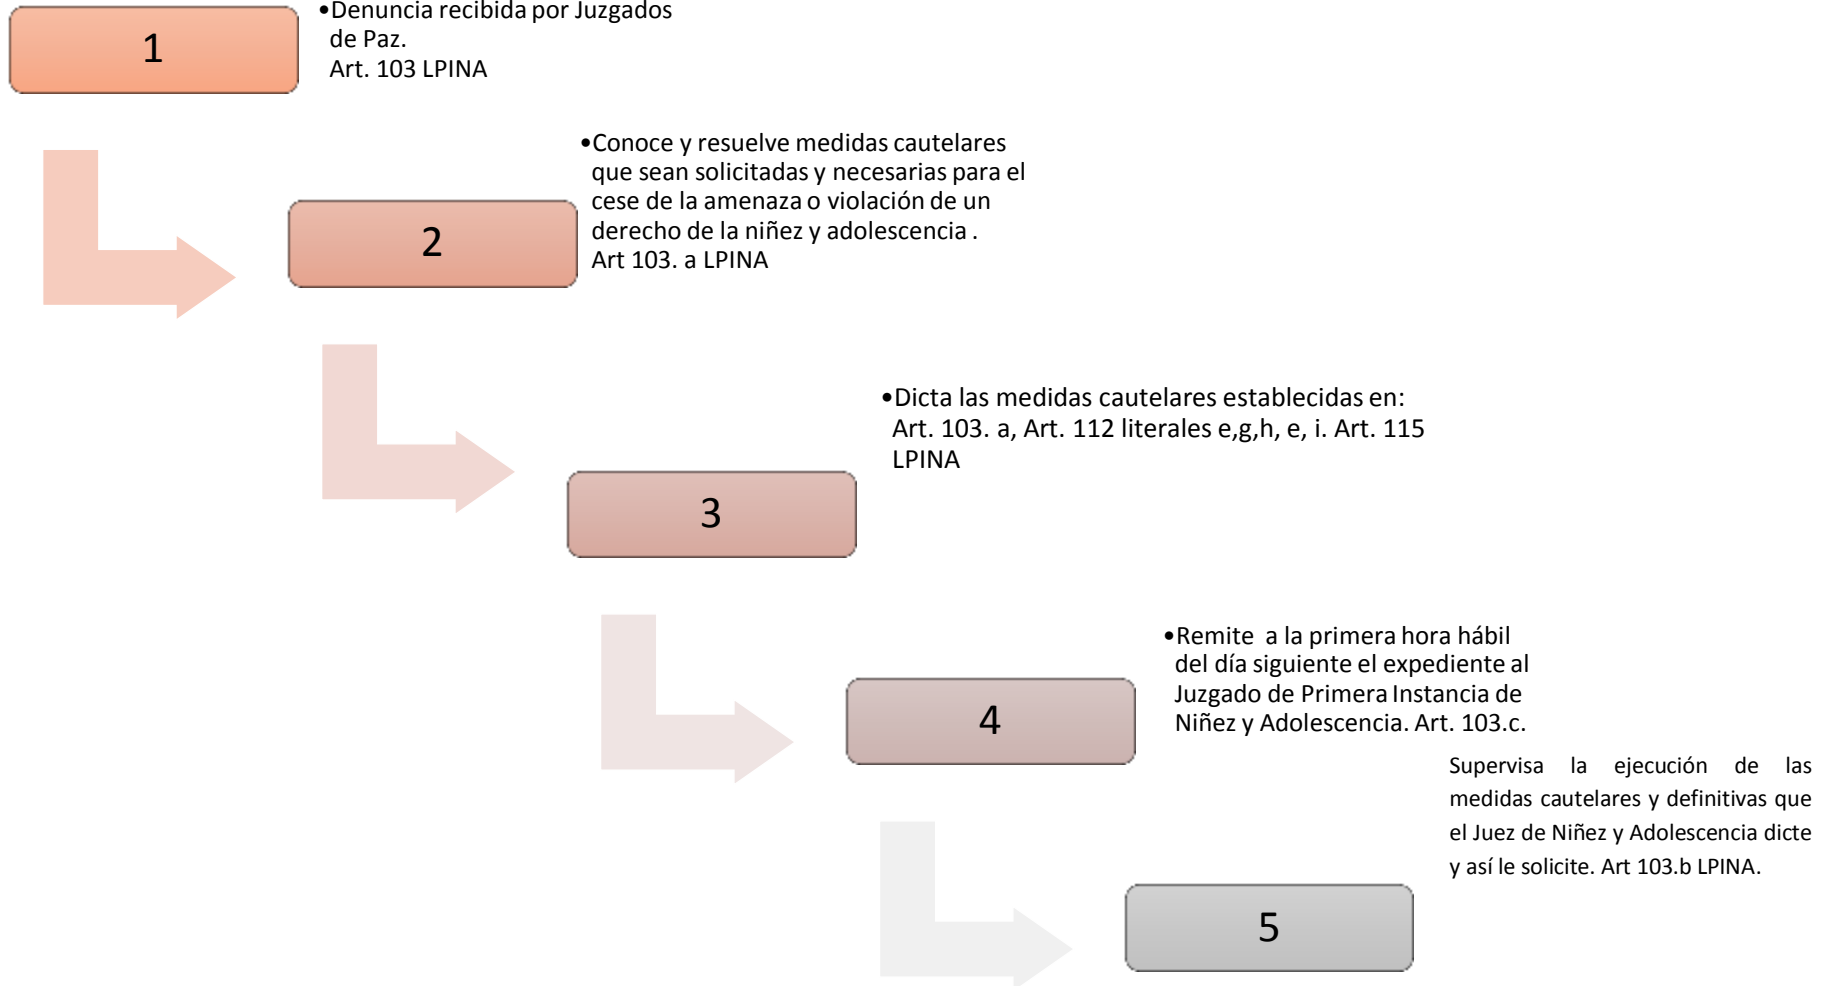 1
•Denuncia recibida por Juzgados
de Paz.
Art. 103 LPINA
2
•Conoce y resuelve medidas cautelares
que sean solicitadas y necesarias para el
cese de la amenaza o violación de un
derecho de la niñez y adolescencia .
Art 103. a LPINA
3
•Dicta las medidas cautelares establecidas en:
Art. 103. a, Art. 112 literales e,g,h, e, i. Art. 115
LPINA
4
•Remite a la primera hora hábil
del día siguiente el expediente al
Juzgado de Primera Instancia de
Niñez y Adolescencia. Art. 103.c.
5
Supervisa la ejecución de las
medidas cautelares y definitivas que
el Juez de Niñez y Adolescencia dicte
y así le solicite. Art 103.b LPINA.